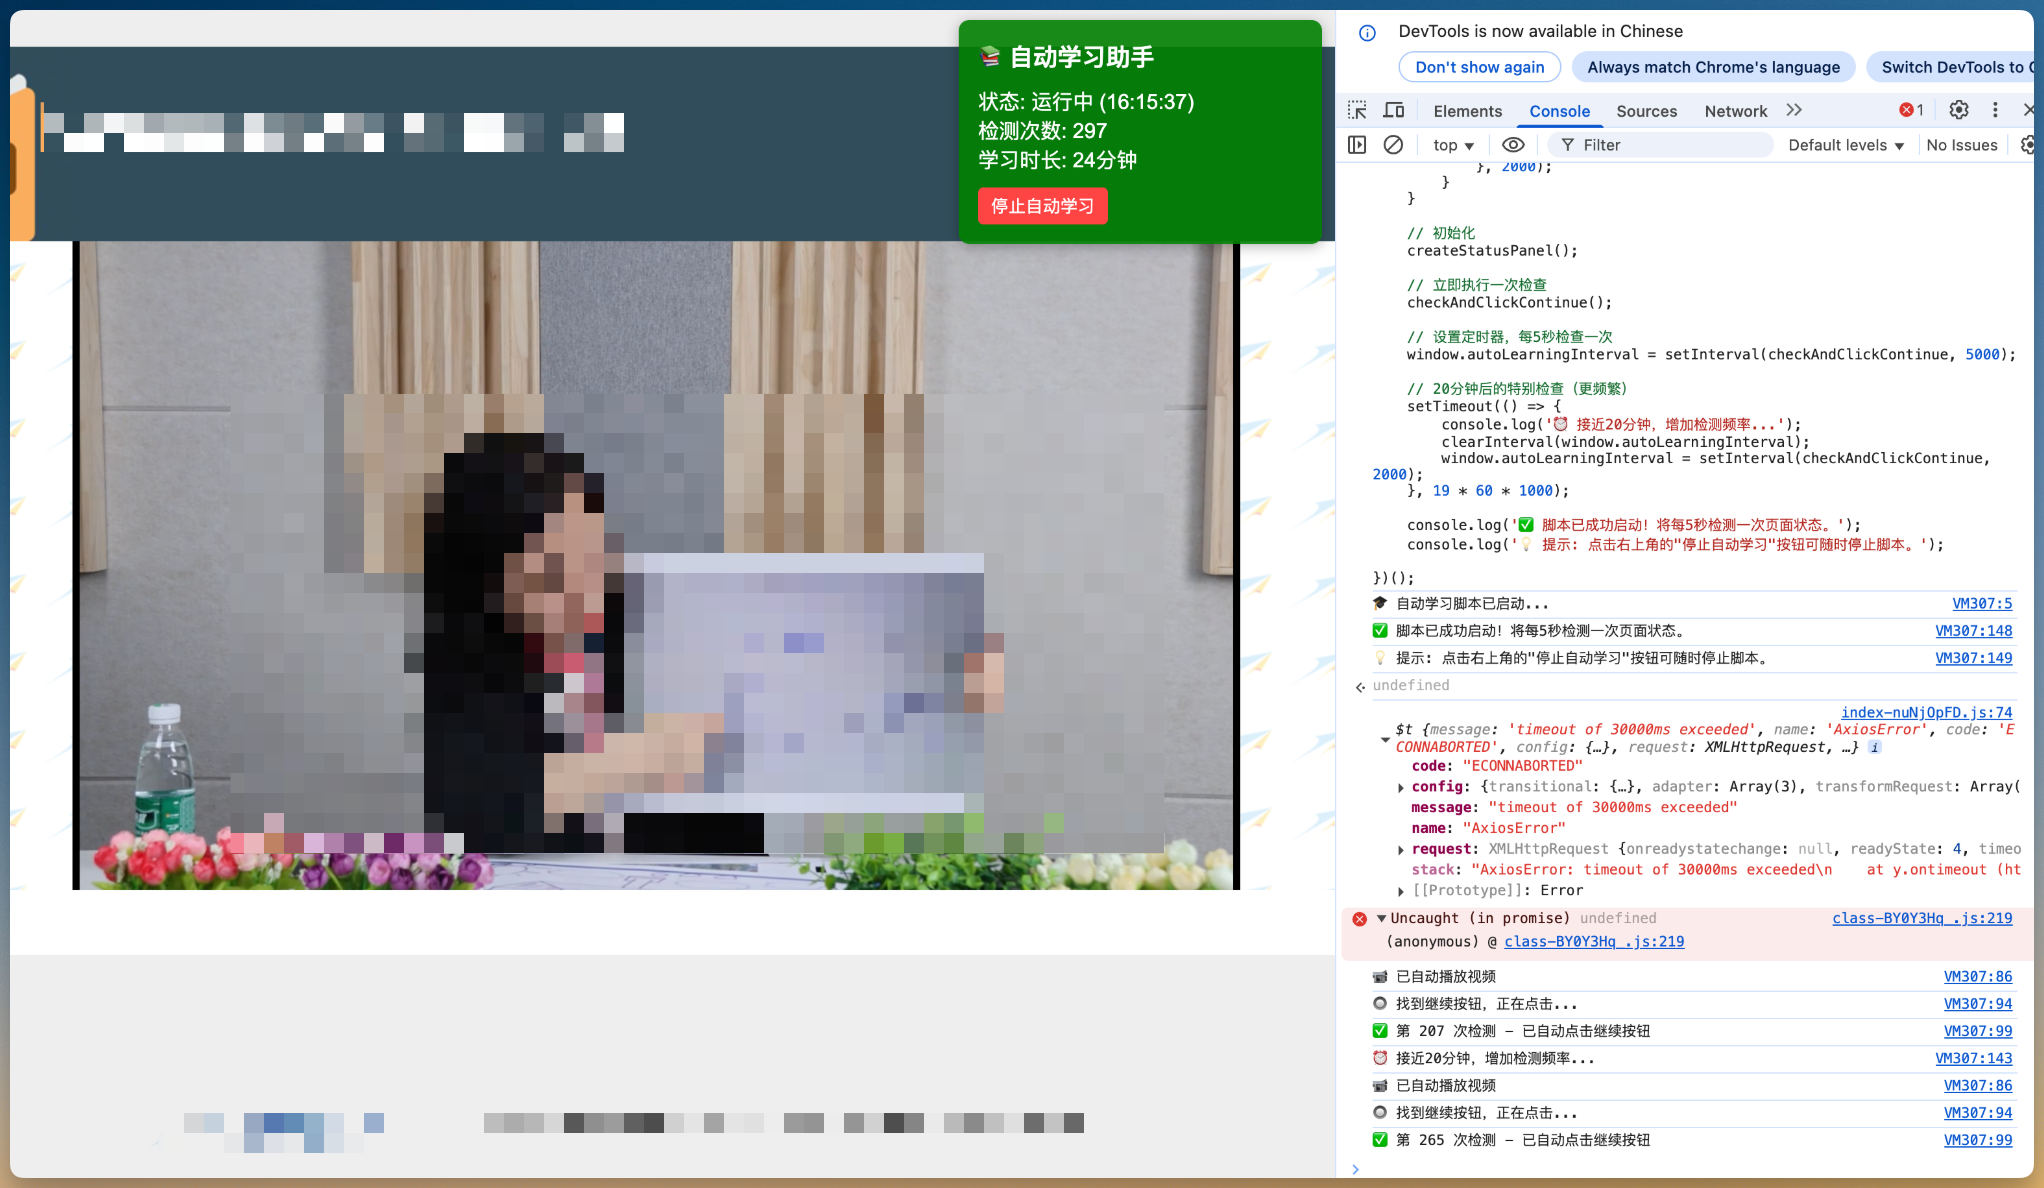 📚 自动学习助手
状态: 运行中 (16:15:37)
检测次数: 297
学习时长: 24分钟
停止自动学习
DevTools is now available in Chinese
Don't show again
Always match Chrome's language
Switch DevTools to C
Elements
Console
Sources
Network
1
top
Filter
Default levels
No Issues
}, 2000);
}
}
// 初始化
createStatusPanel();
// 立即执行一次检查
checkAndClickContinue();
// 设置定时器，每5秒检查一次
window.autoLearningInterval = setInterval(checkAndClickContinue, 5000);
// 20分钟后的特别检查（更频繁）
setTimeout(() => {
console.log('⏰ 接近20分钟，增加检测频率...');
clearInterval(window.autoLearningInterval);
window.autoLearningInterval = setInterval(checkAndClickContinue,
2000);
}, 19 * 60 * 1000);
console.log('✅ 脚本已成功启动！将每5秒检测一次页面状态。');
console.log('💡 提示: 点击右上角的"停止自动学习"按钮可随时停止脚本。');
})();
🎓 自动学习脚本已启动... VM307:5
✅ 脚本已成功启动！将每5秒检测一次页面状态。 VM307:148
💡 提示: 点击右上角的"停止自动学习"按钮可随时停止脚本。 VM307:149
undefined
index-nuNjOpFD.js:74
$t {message: 'timeout of 30000ms exceeded', name: 'AxiosError', code: 'E
CONNABORTED', config: {…}, request: XMLHttpRequest, …}
code: "ECONNABORTED"
config: {transitional: {…}, adapter: Array(3), transformRequest: Array(
message: "timeout of 30000ms exceeded"
name: "AxiosError"
request: XMLHttpRequest {onreadystatechange: null, readyState: 4, timeo
stack: "AxiosError: timeout of 30000ms exceeded\n    at y.ontimeout (ht
[[Prototype]]: Error
Uncaught (in promise) undefined class-BY0Y3Hq_.js:219
(anonymous) @ class-BY0Y3Hq_.js:219
📹 已自动播放视频 VM307:86
🔘 找到继续按钮，正在点击... VM307:94
✅ 第 207 次检测 - 已自动点击继续按钮 VM307:99
⏰ 接近20分钟，增加检测频率... VM307:143
📹 已自动播放视频 VM307:86
🔘 找到继续按钮，正在点击... VM307:94
✅ 第 265 次检测 - 已自动点击继续按钮 VM307:99